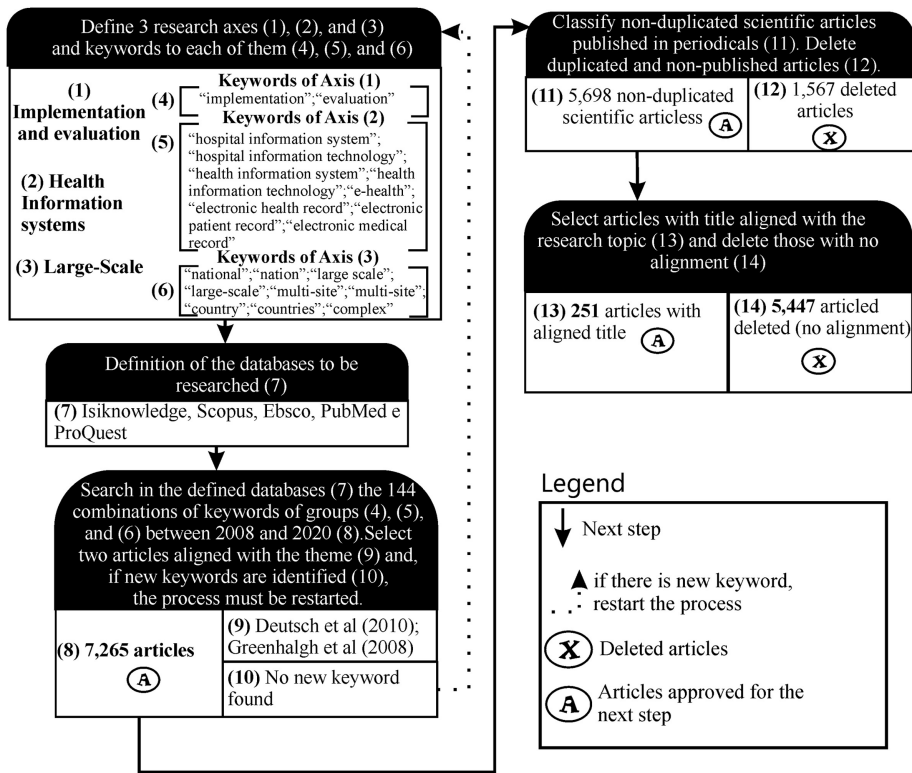 Define 3 research axes (1), (2), and (3)
and keywords to each of them (4), (5), and (6)
(1)
Implementation
and evaluation
(2) Health
Information
systems
(3) Large-Scale
Keywords of Axis (1)
(4)
“implementation”;“evaluation”
Keywords of Axis (2)
(5)
“hospital information system”;
“hospital information technology”;
“health information system”;“health
information technology”;“e-health”;
“electronic health record”;“electronic
patient record”;“electronic medical
record”
Keywords of Axis (3)
(6)
“national”;“nation”;“large scale”;
“large-scale”;“multi-site”;“multi-site”;
“country”;“countries”;“complex”
Definition of the databases to be
researched (7)
(7) Isiknowledge, Scopus, Ebsco, PubMed e
ProQuest
Search in the defined databases (7) the 144
combinations of keywords of groups (4), (5),
and (6) between 2008 and 2020 (8).Select
two articles aligned with the theme (9) and,
if new keywords are identified (10),
the process must be restarted.
(8) 7,265 articles
A
(9) Deutsch et al (2010);
Greenhalgh et al (2008)
(10) No new keyword
found
Classify non-duplicated scientific articles
published in periodicals (11). Delete
duplicated and non-published articles (12).
(11) 5,698 non-duplicated
scientific articless
A
(12) 1,567 deleted
articles
X
Select articles with title aligned with the
research topic (13) and delete those with no
alignment (14)
(13) 251 articles with
aligned title
A
(14) 5,447 articled
deleted (no alignment)
X
Legend
Next step
if there is new keyword,
restart the process
X
Deleted articles
A
Articles approved for the
next step